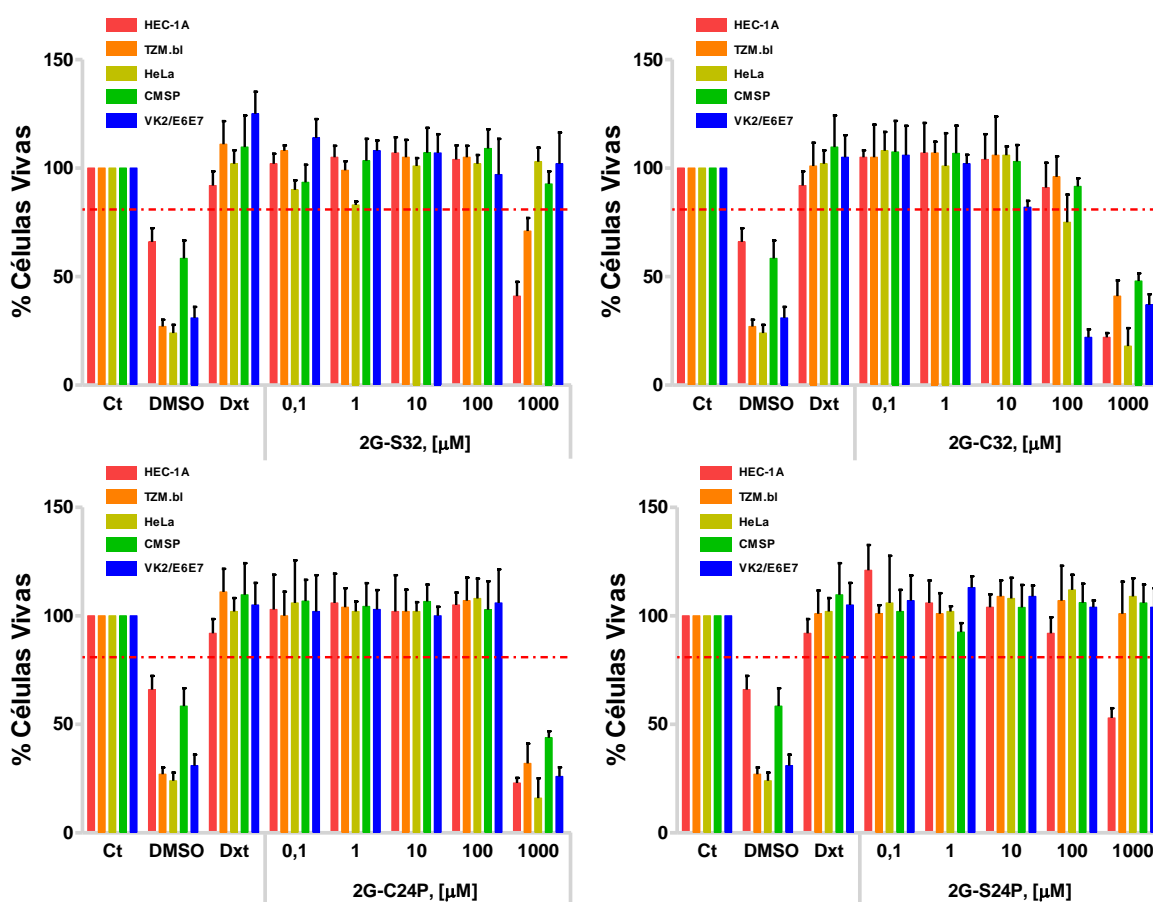 HEC-1A
TZM.bl
HeLa
CMSP
VK2/E6E7
% Células Vivas
150
100
50
0
Ct DMSO Dxt 0,1 1 10 100 1000
2G-S32, [µM]
HEC-1A
TZM.bl
HeLa
CMSP
VK2/E6E7
% Células Vivas
150
100
50
0
Ct DMSO Dxt 0,1 1 10 100 1000
2G-C32, [µM]
HEC-1A
TZM.bl
HeLa
CMSP
VK2/E6E7
% Células Vivas
150
100
50
0
Ct DMSO Dxt 0,1 1 10 100 1000
2G-C24P, [µM]
HEC-1A
TZM.bl
HeLa
CMSP
VK2/E6E7
% Células Vivas
150
100
50
0
Ct DMSO Dxt 0,1 1 10 100 1000
2G-S24P, [µM]